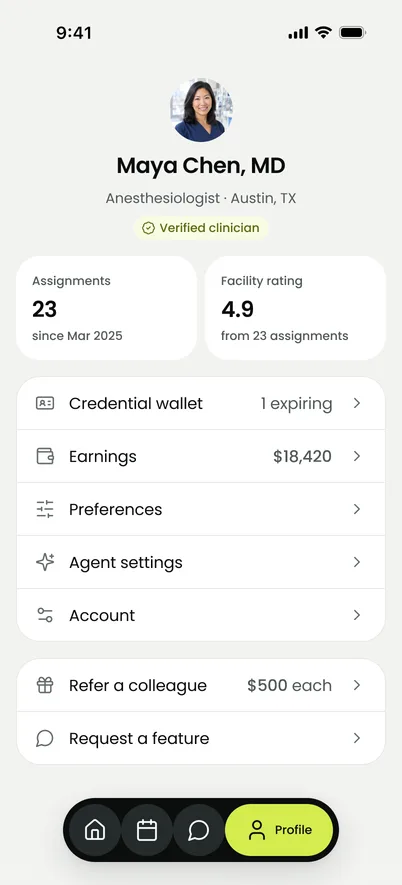 9:41
Maya Chen, MD
Anesthesiologist · Austin, TX
Verified clinician
Assignments
23
since Mar 2025
Facility rating
4.9
from 23 assignments
Credential wallet 1 expiring
Earnings $18,420
Preferences
Agent settings
Account
Refer a colleague $500 each
Request a feature
Profile